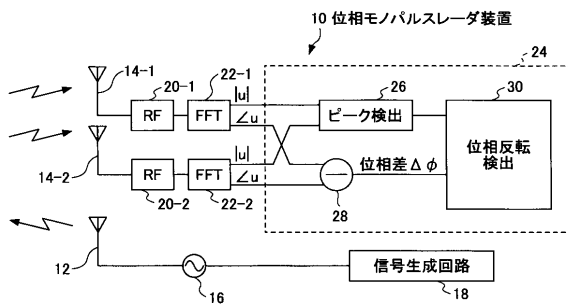 10 位相モノパルスレーダ装置
24
14-1
20-1
22-1
|u|
26
30
RF
FFT
∠u
ピーク検出
位相反転
検出
14-2
|u|
位相差Δφ
RF
FFT
∠u
20-2
22-2
28
12
16
信号生成回路
18